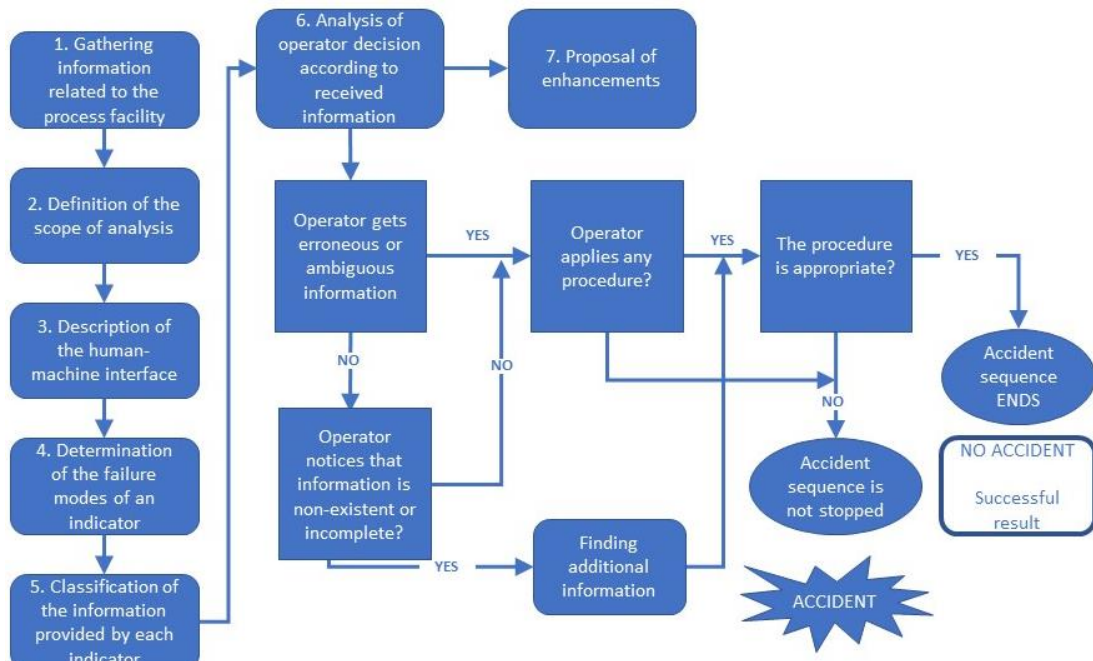 1. Gathering
information
related to the
process facility
2. Definition of the
scope of analysis
3. Description of
the human-
machine interface
4. Determination
of the failure
modes of an
indicator
5. Classification of
the information
provided by each
indicator
6. Analysis of
operator decision
according to
received
information
7. Proposal of
enhancements
Operator gets
erroneous or
ambiguous
information
YES
Operator
applies any
procedure?
YES
The procedure
is appropriate?
YES
NO
NO
Operator
notices that
information is
non-existent or
incomplete?
YES
Finding
additional
information
NO
Accident
sequence is
not stopped
ACCIDENT
Accident
sequence
ENDS
NO ACCIDENT
Successful
result